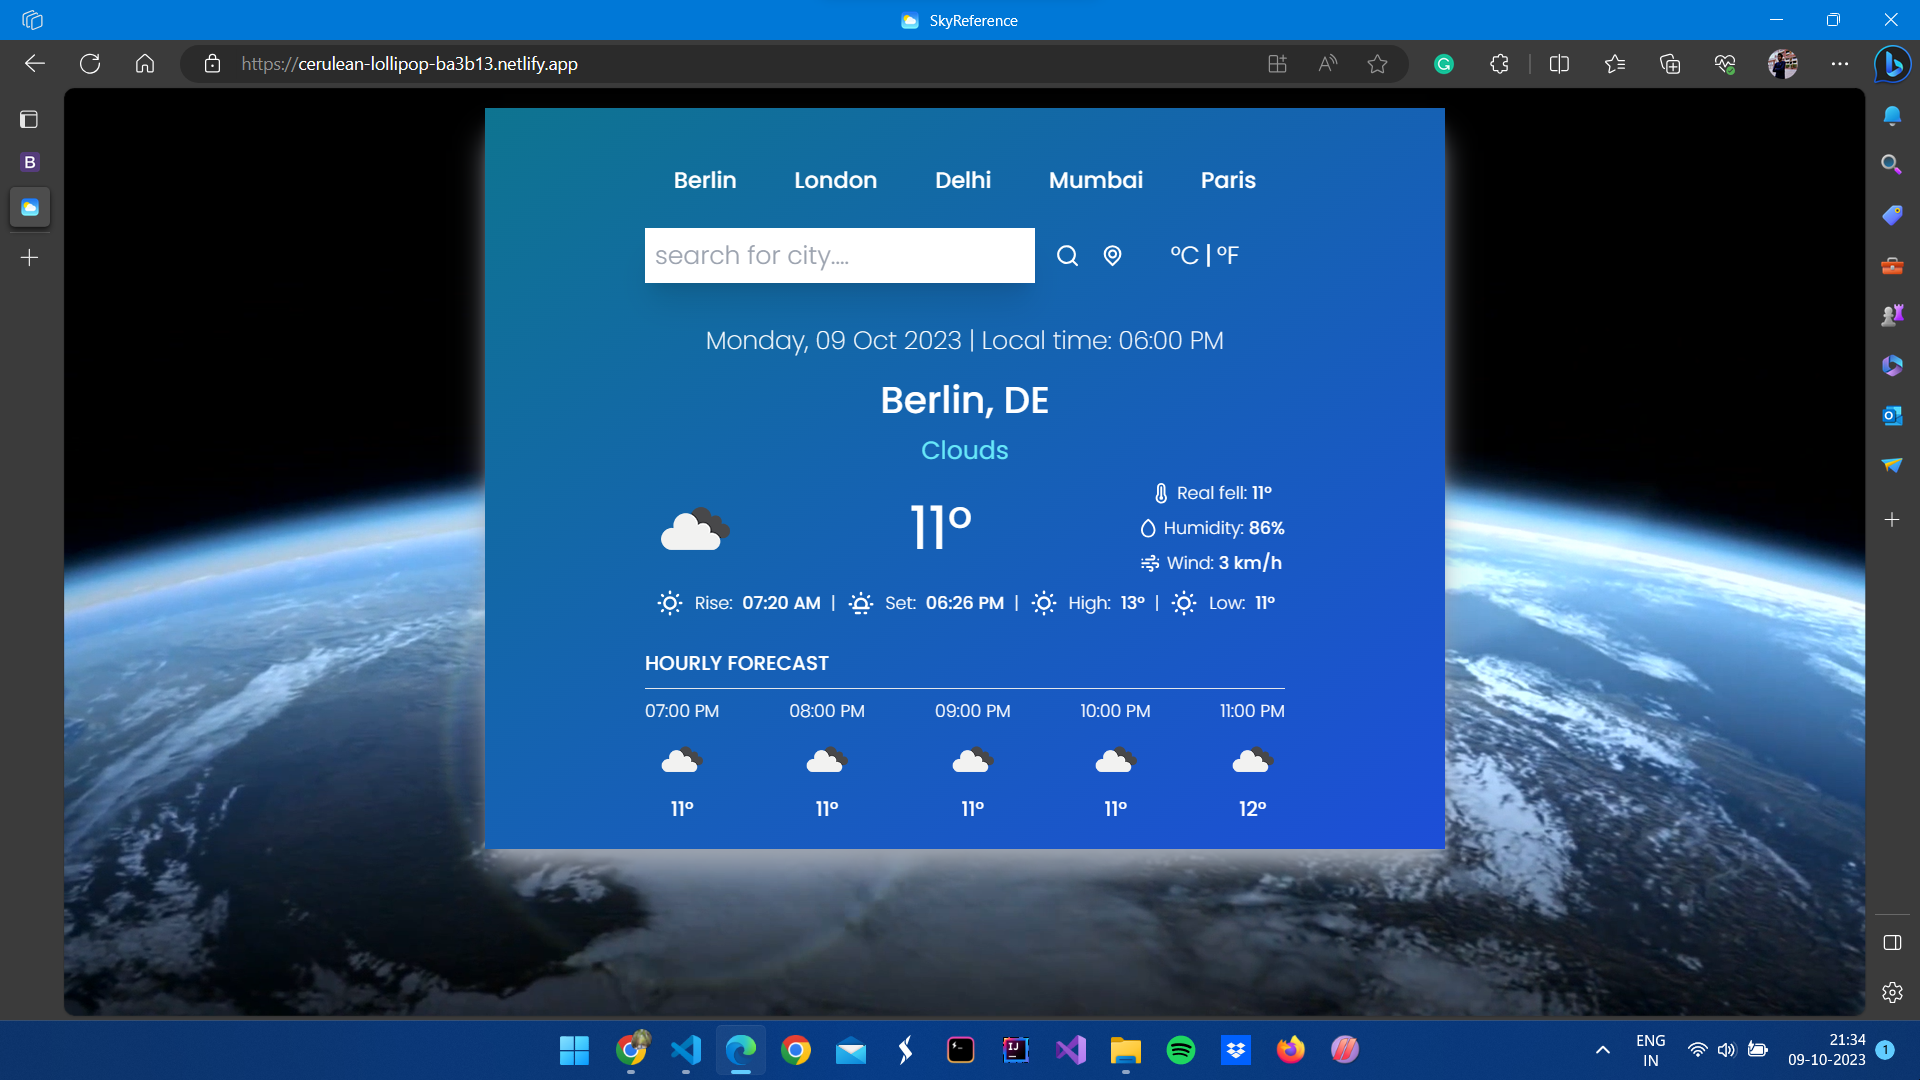 SkyReference
https://cerulean-lollipop-ba3b13.netlify.app
B
Berlin London Delhi Mumbai Paris
search for city.... °C | °F
Monday, 09 Oct 2023 | Local time: 06:00 PM
Berlin, DE
Clouds
11°
Real fell: 11°
Humidity: 86%
Wind: 3 km/h
Rise: 07:20 AM | Set: 06:26 PM | High: 13° | Low: 11°
HOURLY FORECAST
07:00 PM 08:00 PM 09:00 PM 10:00 PM 11:00 PM
11° 11° 11° 11° 12°
ENG
IN
21:34
09-10-2023
1